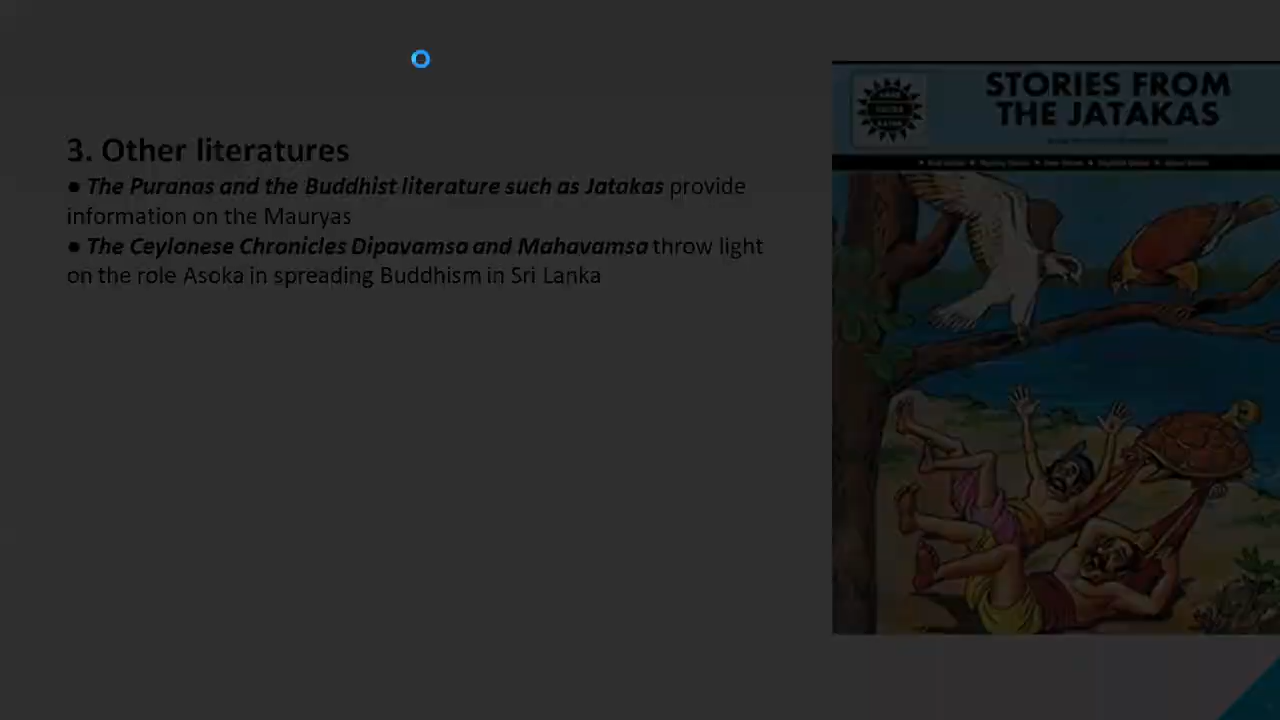 3. Other literatures
● The Puranas and the Buddhist literature such as Jatakas provide
information on the Mauryas
● The Ceylonese Chronicles Dipavamsa and Mahavamsa throw light
on the role Asoka in spreading Buddhism in Sri Lanka
STORIES FROM
THE JATAKAS